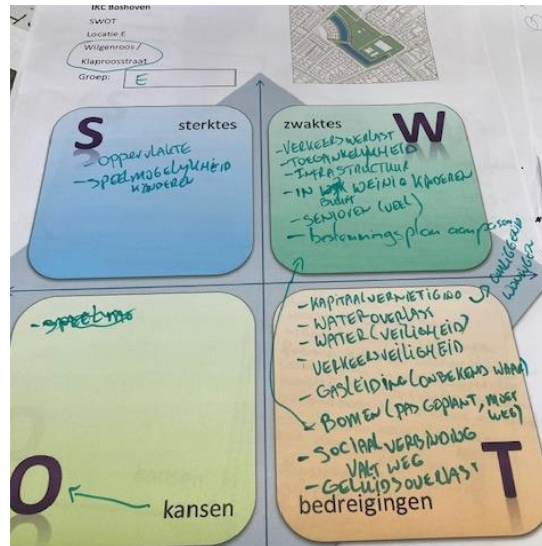 IKC Boshoven
SWOT
Locatie E
Wilgenroos /
Klaproosstraat
Groep: E
S sterktes
- oppervlakte
- SPEELMOGELIJKHEID
KINDEREN
zwaktes W
- VERKEERSOVERLAST
- TOEGANKELIJKHEID
- INFRASTRUCTUUR
- IN WEINIG KINDEREN
BUURT
- SENIOREN (VEEL)
- bestemmingsplan aanpassen
- KAPITAALVERNIETIGING → OMLIGGEND
WONINGEN
- WATEROVERLAST
- WATER (VEILIGHEID)
- VERKEERSVEILIGHEID
- GASLEIDING (ONBEKEND WAAR)
- BOMEN (PAS GEPLANT, MOET
WEG)
- SOCIAAL VERBINDING
VALT WEG
- GELUIDSOVERLAST
bedreigingen T
O kansen